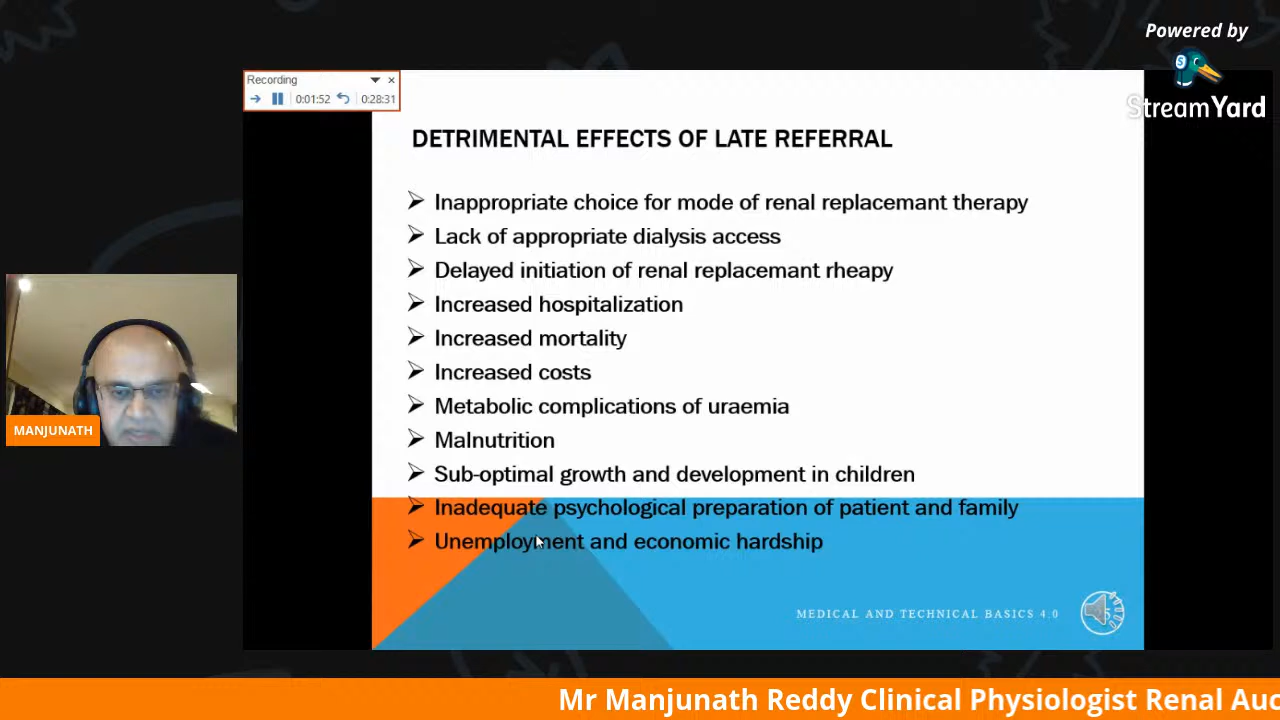 Powered by
StreamYard
Recording
0:01:52 0:28:31
DETRIMENTAL EFFECTS OF LATE REFERRAL
Inappropriate choice for mode of renal replacemant therapy
Lack of appropriate dialysis access
Delayed initiation of renal replacemant rheapy
Increased hospitalization
Increased mortality
Increased costs
Metabolic complications of uraemia
Malnutrition
Sub-optimal growth and development in children
Inadequate psychological preparation of patient and family
Unemployment and economic hardship
MANJUNATH
MEDICAL AND TECHNICAL BASICS 4.0
Mr Manjunath Reddy Clinical Physiologist Renal Auc